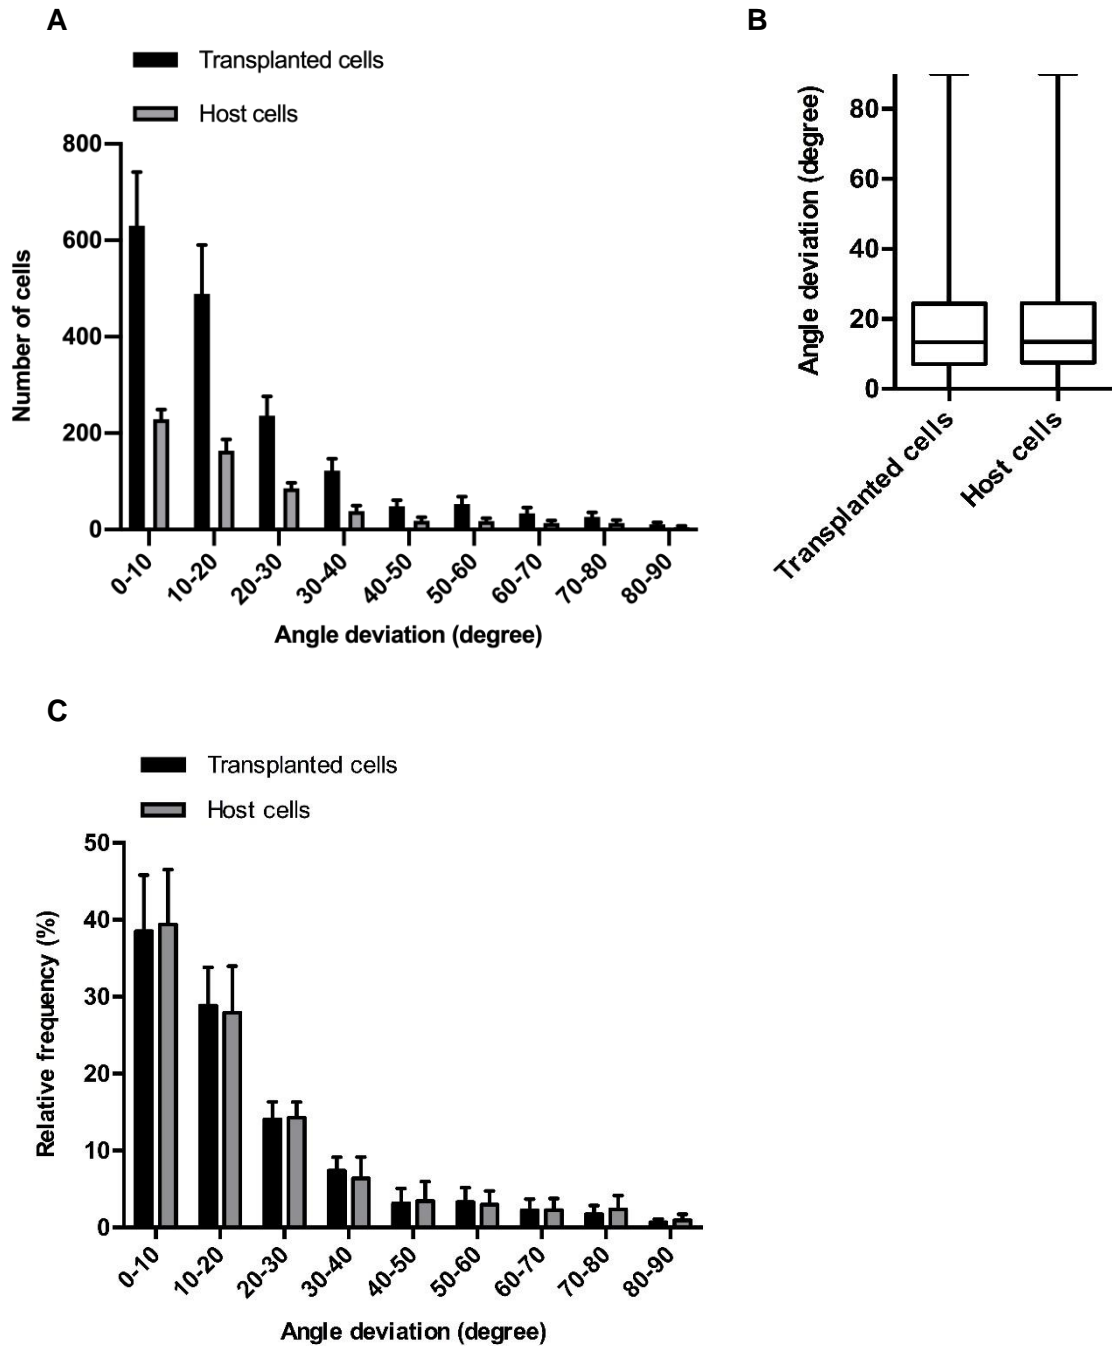 A
Transplanted cells
Host cells
800
600
400
200
0
Number of cells
0-10
10-20
20-30
30-40
40-50
50-60
60-70
70-80
80-90
Angle deviation (degree)
B
80
60
40
20
0
Angle deviation (degree)
Transplanted cells
Host cells
C
Transplanted cells
Host cells
50
40
30
20
10
0
Relative frequency (%)
0-10
10-20
20-30
30-40
40-50
50-60
60-70
70-80
80-90
Angle deviation (degree)